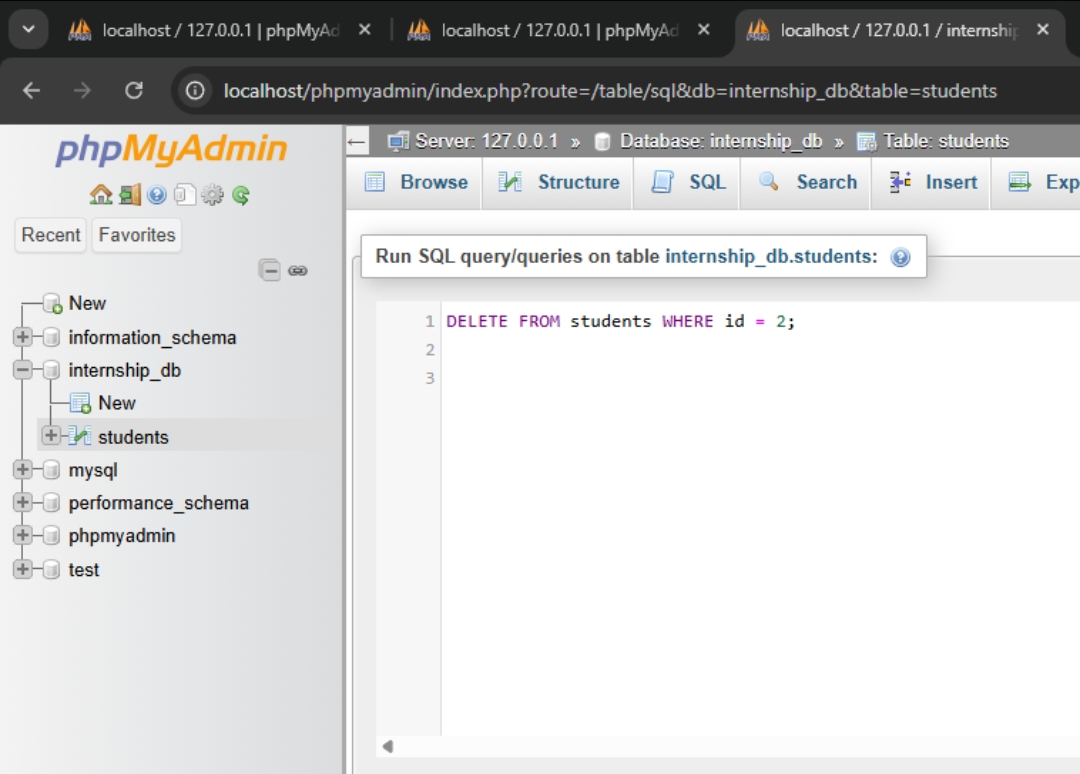 localhost / 127.0.0.1 | phpMyAd
localhost / 127.0.0.1 | phpMyAd
localhost / 127.0.0.1 / internship
localhost/phpmyadmin/index.php?route=/table/sql&db=internship_db&table=students
phpMyAdmin
Server: 127.0.0.1 » Database: internship_db » Table: students
Browse Structure SQL Search Insert Exp
Recent Favorites
Run SQL query/queries on table internship_db.students:
New
information_schema
internship_db
New
students
mysql
performance_schema
phpmyadmin
test
1 DELETE FROM students WHERE id = 2;
2
3